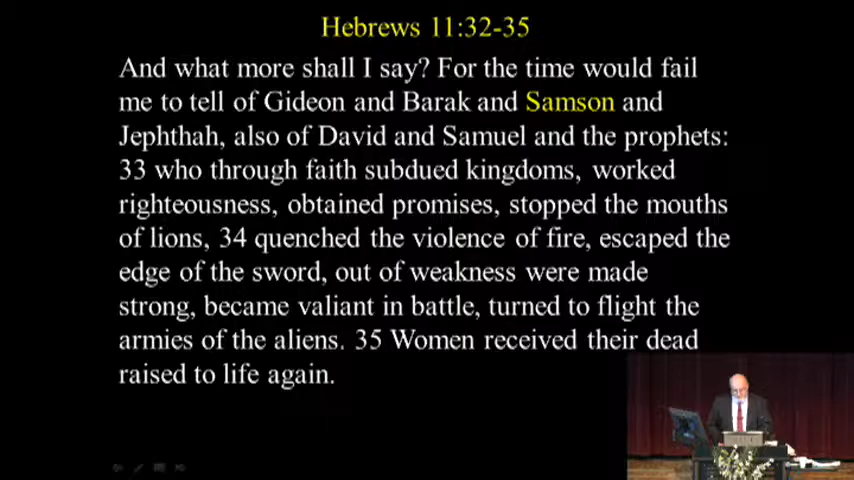 Hebrews 11:32-35
And what more shall I say? For the time would fail
me to tell of Gideon and Barak and Samson and
Jephthah, also of David and Samuel and the prophets:
33 who through faith subdued kingdoms, worked
righteousness, obtained promises, stopped the mouths
of lions, 34 quenched the violence of fire, escaped the
edge of the sword, out of weakness were made
strong, became valiant in battle, turned to flight the
armies of the aliens. 35 Women received their dead
raised to life again.